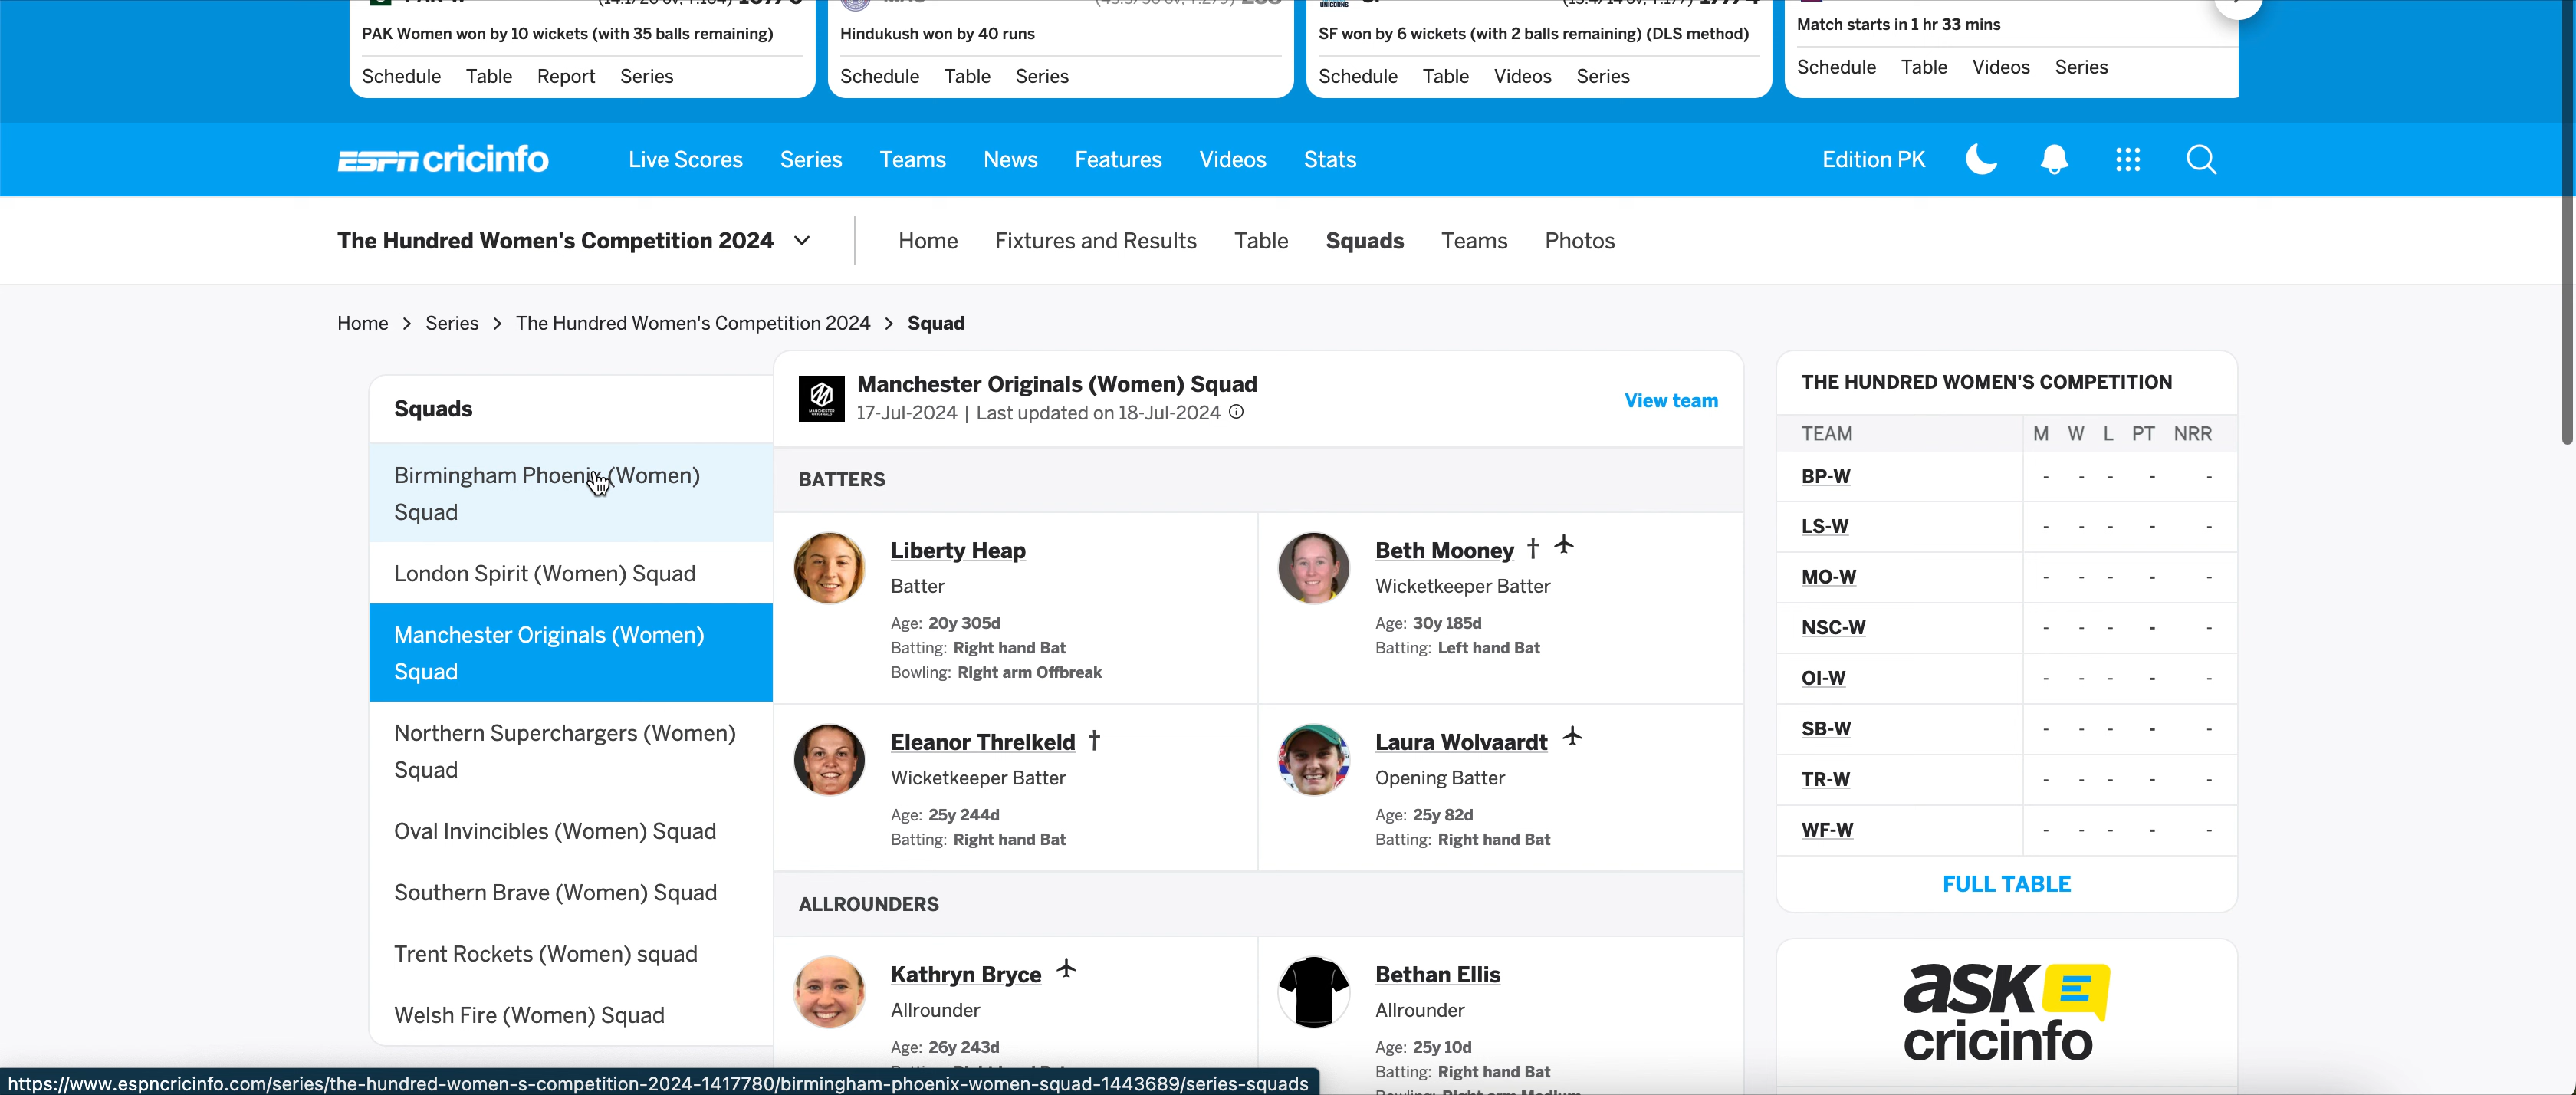 PAK Women won by 10 wickets (with 35 balls remaining)
Schedule Table Report Series
Hindukush won by 40 runs
Schedule Table Series
SF won by 6 wickets (with 2 balls remaining) (DLS method)
Schedule Table Videos Series
Match starts in 1 hr 33 mins
Schedule Table Videos Series
ESPN cricinfo Live Scores Series Teams News Features Videos Stats Edition PK
The Hundred Women's Competition 2024 Home Fixtures and Results Table Squads Teams Photos
Home > Series > The Hundred Women's Competition 2024 > Squad
Squads
Birmingham Phoenix (Women)
Squad
London Spirit (Women) Squad
Manchester Originals (Women)
Squad
Northern Superchargers (Women)
Squad
Oval Invincibles (Women) Squad
Southern Brave (Women) Squad
Trent Rockets (Women) squad
Welsh Fire (Women) Squad
Manchester Originals (Women) Squad
17-Jul-2024 | Last updated on 18-Jul-2024
View team
BATTERS
Liberty Heap
Batter
Age: 20y 305d
Batting: Right hand Bat
Bowling: Right arm Offbreak
Beth Mooney †
Wicketkeeper Batter
Age: 30y 185d
Batting: Left hand Bat
Eleanor Threlkeld †
Wicketkeeper Batter
Age: 25y 244d
Batting: Right hand Bat
Laura Wolvaardt
Opening Batter
Age: 25y 82d
Batting: Right hand Bat
ALLROUNDERS
Kathryn Bryce
Allrounder
Age: 26y 243d
Bethan Ellis
Allrounder
Age: 25y 10d
Batting: Right hand Bat
THE HUNDRED WOMEN'S COMPETITION
TEAM M W L PT NRR
BP-W - - - - -
LS-W - - - - -
MO-W - - - - -
NSC-W - - - - -
OI-W - - - - -
SB-W - - - - -
TR-W - - - - -
WF-W - - - - -
FULL TABLE
ask
cricinfo
https://www.espncricinfo.com/series/the-hundred-women-s-competition-2024-1417780/birmingham-phoenix-women-squad-1443689/series-squads